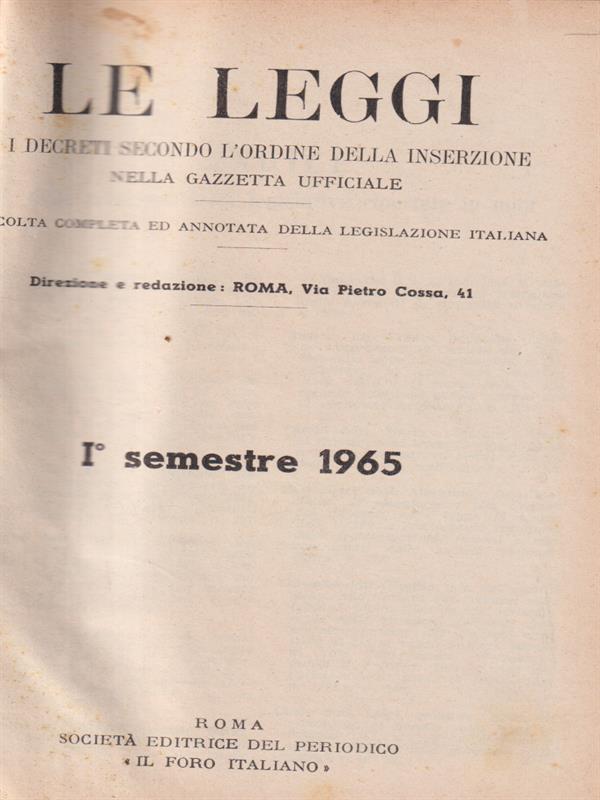 LE LEGGI
I DECRETI SECONDO L'ORDINE DELLA INSERZIONE
NELLA GAZZETTA UFFICIALE
COLTA COMPLETA ED ANNOTATA DELLA LEGISLAZIONE ITALIANA
Direzione e redazione: ROMA, Via Pietro Cossa, 41
I° semestre 1965
ROMA
SOCIETÀ EDITRICE DEL PERIODICO
« IL FORO ITALIANO »